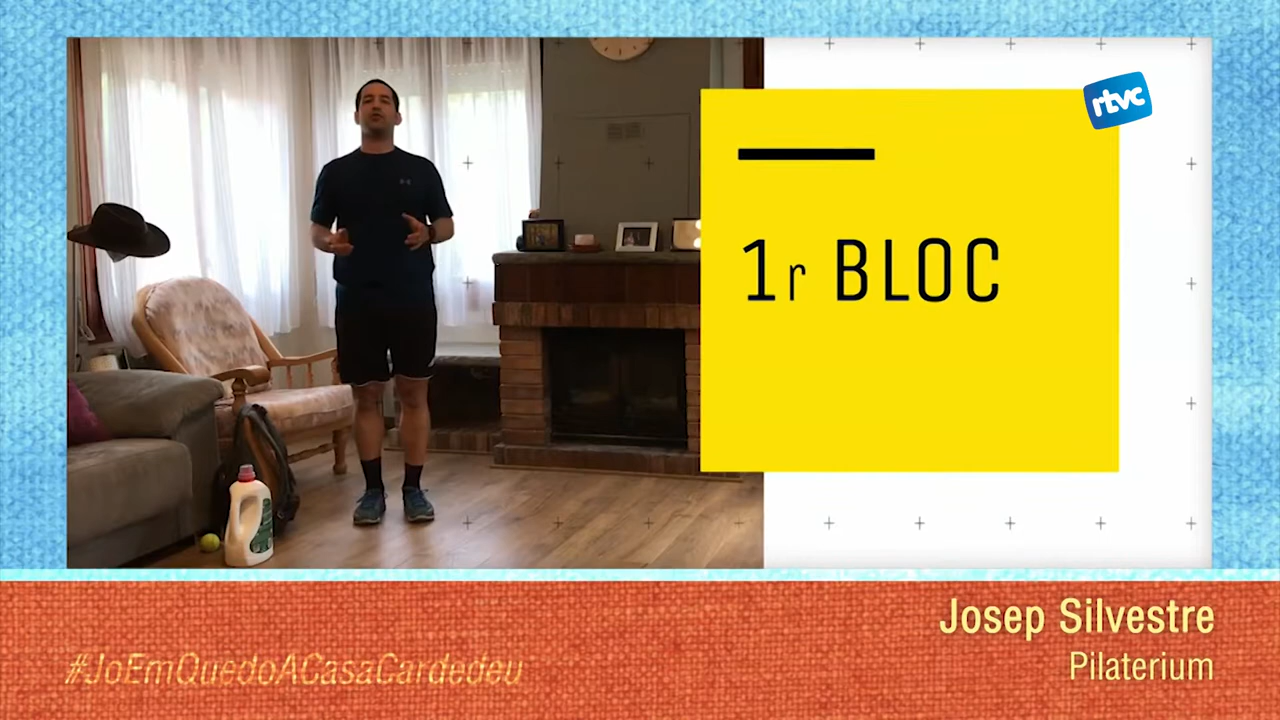 rtvc
1r BLOC
Josep Silvestre
Pilaterium
#JoEmQuedoACasaCardedeu